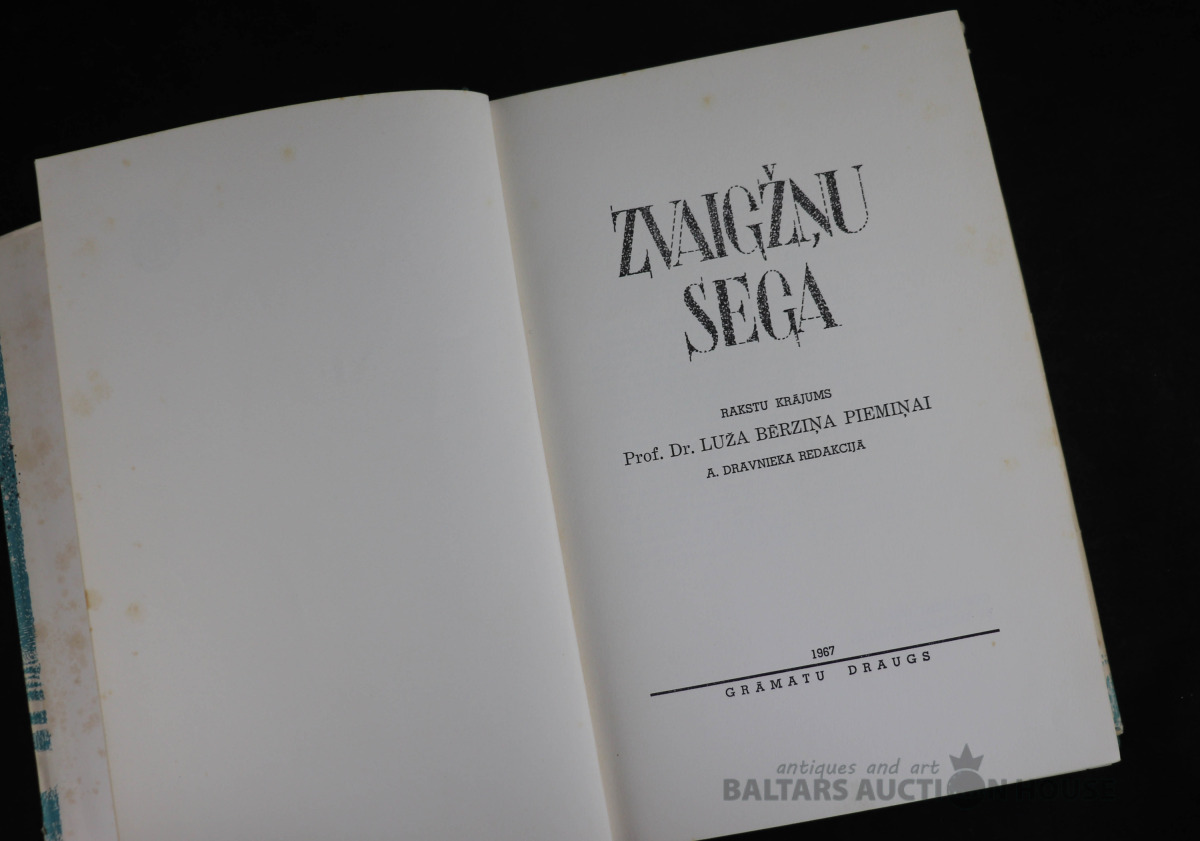 ZVAIGŽŅU
SEGA
RAKSTU KRĀJUMS
Prof. Dr. LUŽA BĒRZIŅA PIEMIŅAI
A. DRAVNIEKA REDAKCIJĀ
1967
GRĀMATU DRAUGS
antiques and art
BALTARS AUCTION HOUSE